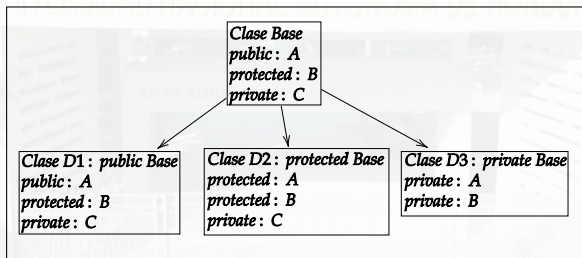 Clase Base
public : A
protected : B
private : C
Clase D1 : public Base
public : A
protected : B
private : C
Clase D2 : protected Base
protected : A
protected : B
private : C
Clase D3 : private Base
private : A
private : B